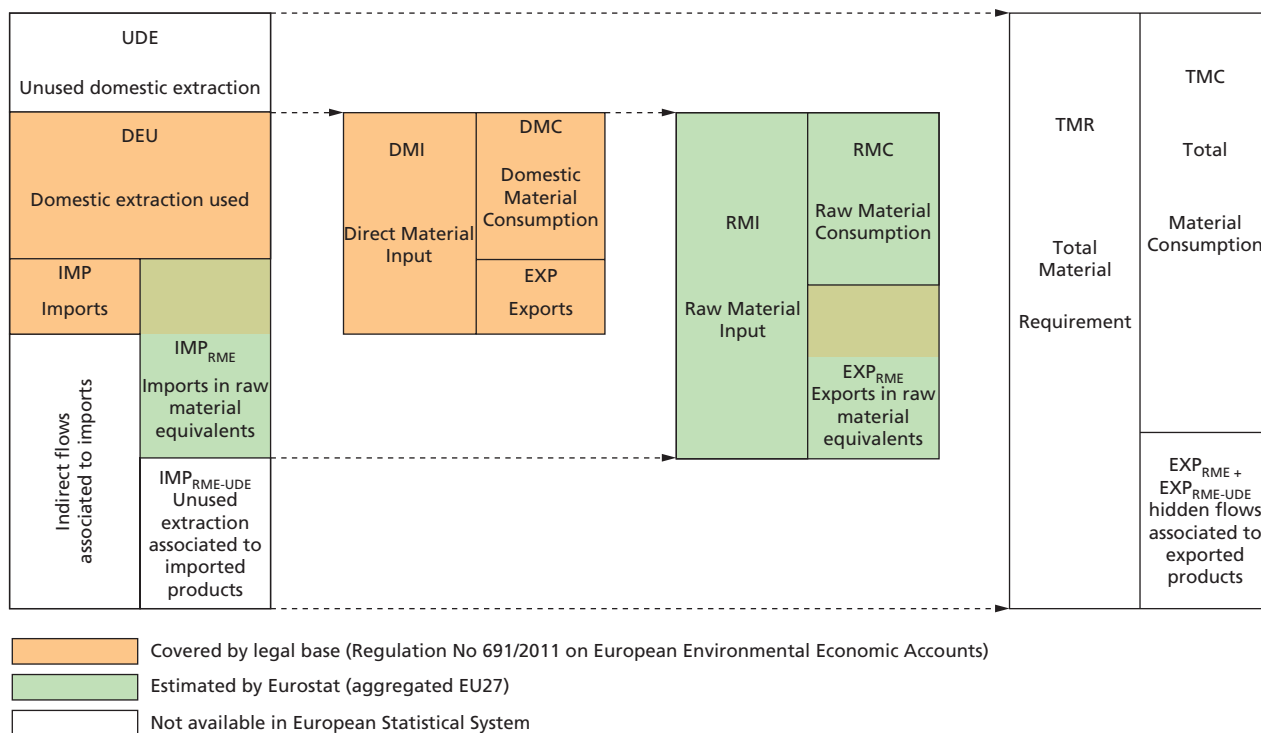 UDE
Unused domestic extraction
DEU
Domestic extraction used
IMP
Imports
IMP_RME
Imports in raw
material
equivalents
Indirect flows
associated to imports
IMP_RME-UDE
Unused
extraction
associated to
imported
products
DMI
Direct Material
Input
DMC
Domestic
Material
Consumption
EXP
Exports
RMI
Raw Material
Input
RMC
Raw Material
Consumption
EXP_RME
Exports in raw
material
equivalents
TMR
Total
Material
Requirement
TMC
Total
Material
Consumption
EXP_RME +
EXP_RME-UDE
hidden flows
associated to
exported
products
Covered by legal base (Regulation No 691/2011 on European Environmental Economic Accounts)
Estimated by Eurostat (aggregated EU27)
Not available in European Statistical System